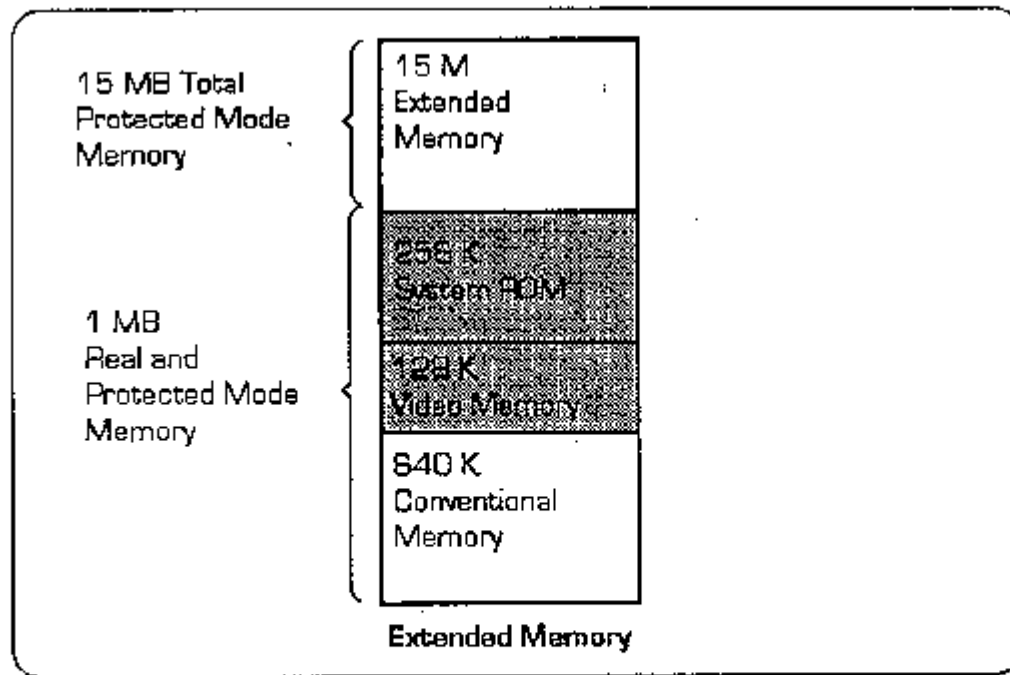 15 MB Total
Protected Mode
Memory
1 MB
Real and
Protected Mode
Memory
15 M
Extended
Memory
256 K
System ROM
128 K
Video Memory
640 K
Conventional
Memory
Extended Memory